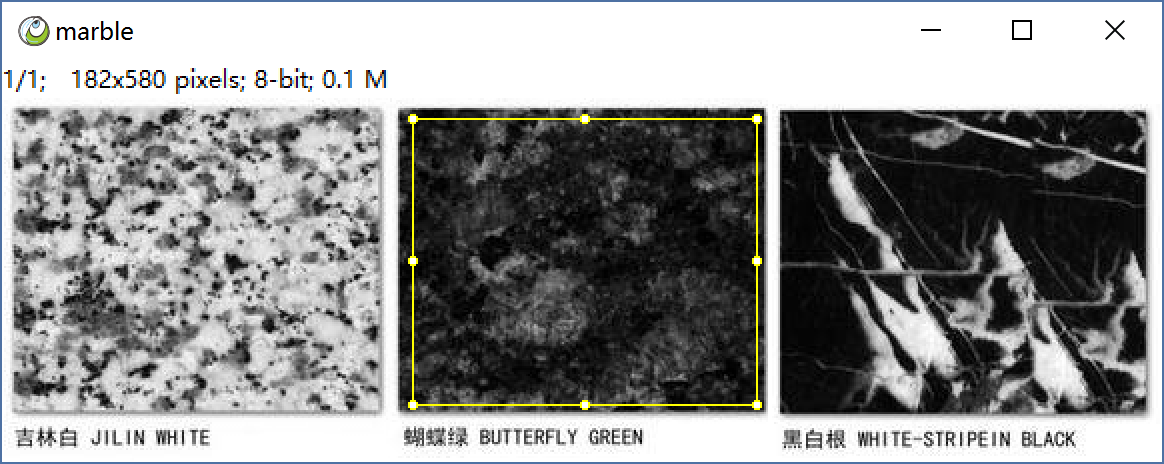 marble
1/1; 182x580 pixels; 8-bit; 0.1 M
吉林白 JILIN WHITE
蝴蝶绿 BUTTERFLY GREEN
黑白根 WHITE-STRIPEIN BLACK